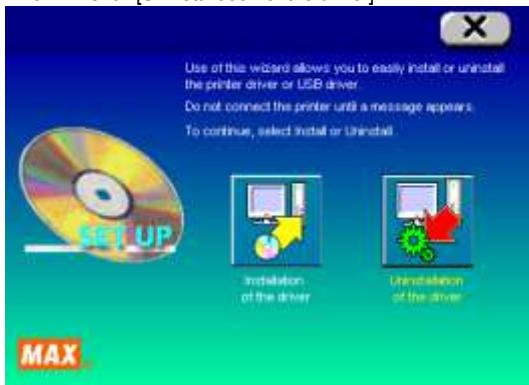 Use of this wizard allows you to easily install or uninstall
the printer driver or USB driver.
Do not connect the printer until a message appears.
To continue, select Install or Uninstall.
SET UP
Installation
of the driver
Uninstallation
of the driver
MAX